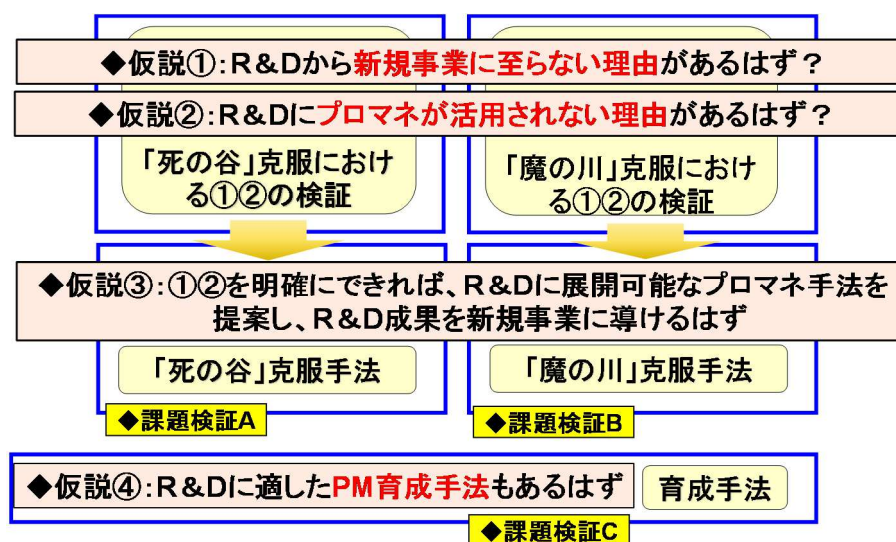 ◆仮説①:R&Dから新規事業に至らない理由があるはず?
◆仮説②:R&Dにプロマネが活用されない理由があるはず?
「死の谷」克服におけ
る①②の検証
「魔の川」克服におけ
る①②の検証
◆仮説③:①②を明確にできれば、R&Dに展開可能なプロマネ手法を
提案し、R&D成果を新規事業に導けるはず
「死の谷」克服手法
「魔の川」克服手法
◆課題検証A
◆課題検証B
◆仮説④:R&Dに適したPM育成手法もあるはず
育成手法
◆課題検証C